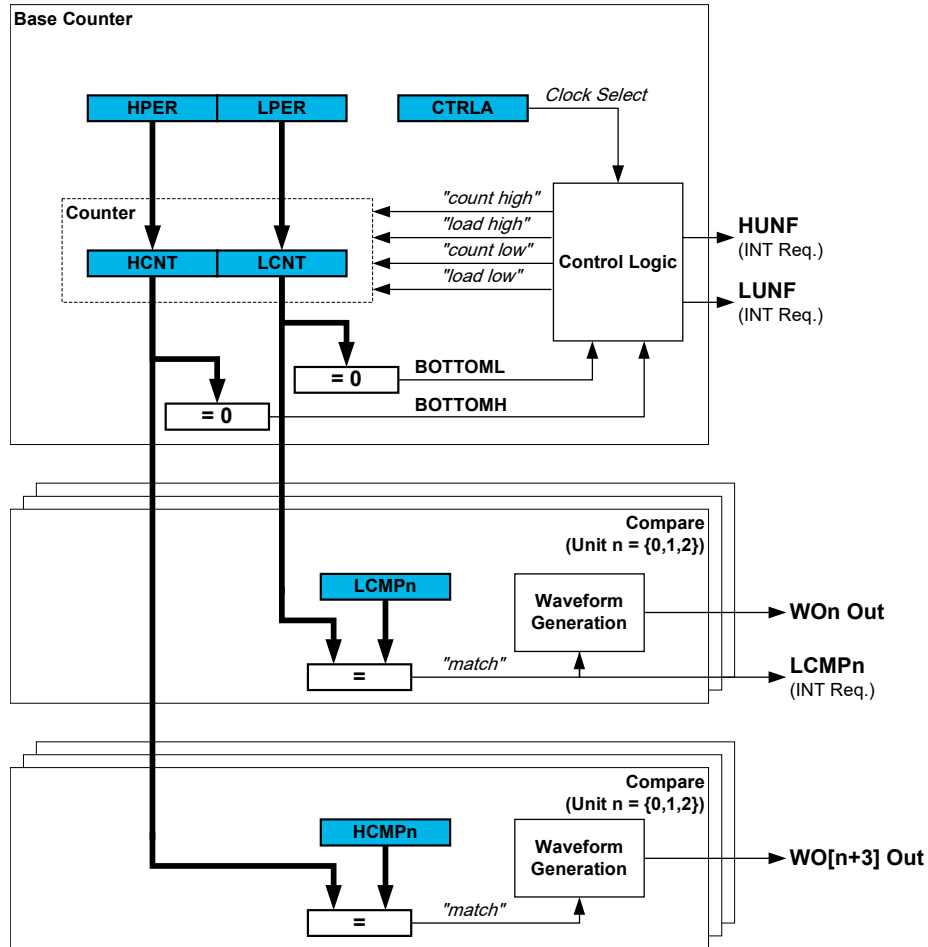 Base Counter
HPER
LPER
CTRLA
Clock Select
Counter
"count high"
"load high"
"count low"
"load low"
HCNT
LCNT
Control Logic
HUNF
(INT Req.)
LUNF
(INT Req.)
= 0
BOTTOML
= 0
BOTTOMH
Compare
(Unit n = {0,1,2})
LCMPn
Waveform
Generation
WOn Out
=
"match"
LCMPn
(INT Req.)
Compare
(Unit n = {0,1,2})
HCMPn
Waveform
Generation
WO[n+3] Out
=
"match"